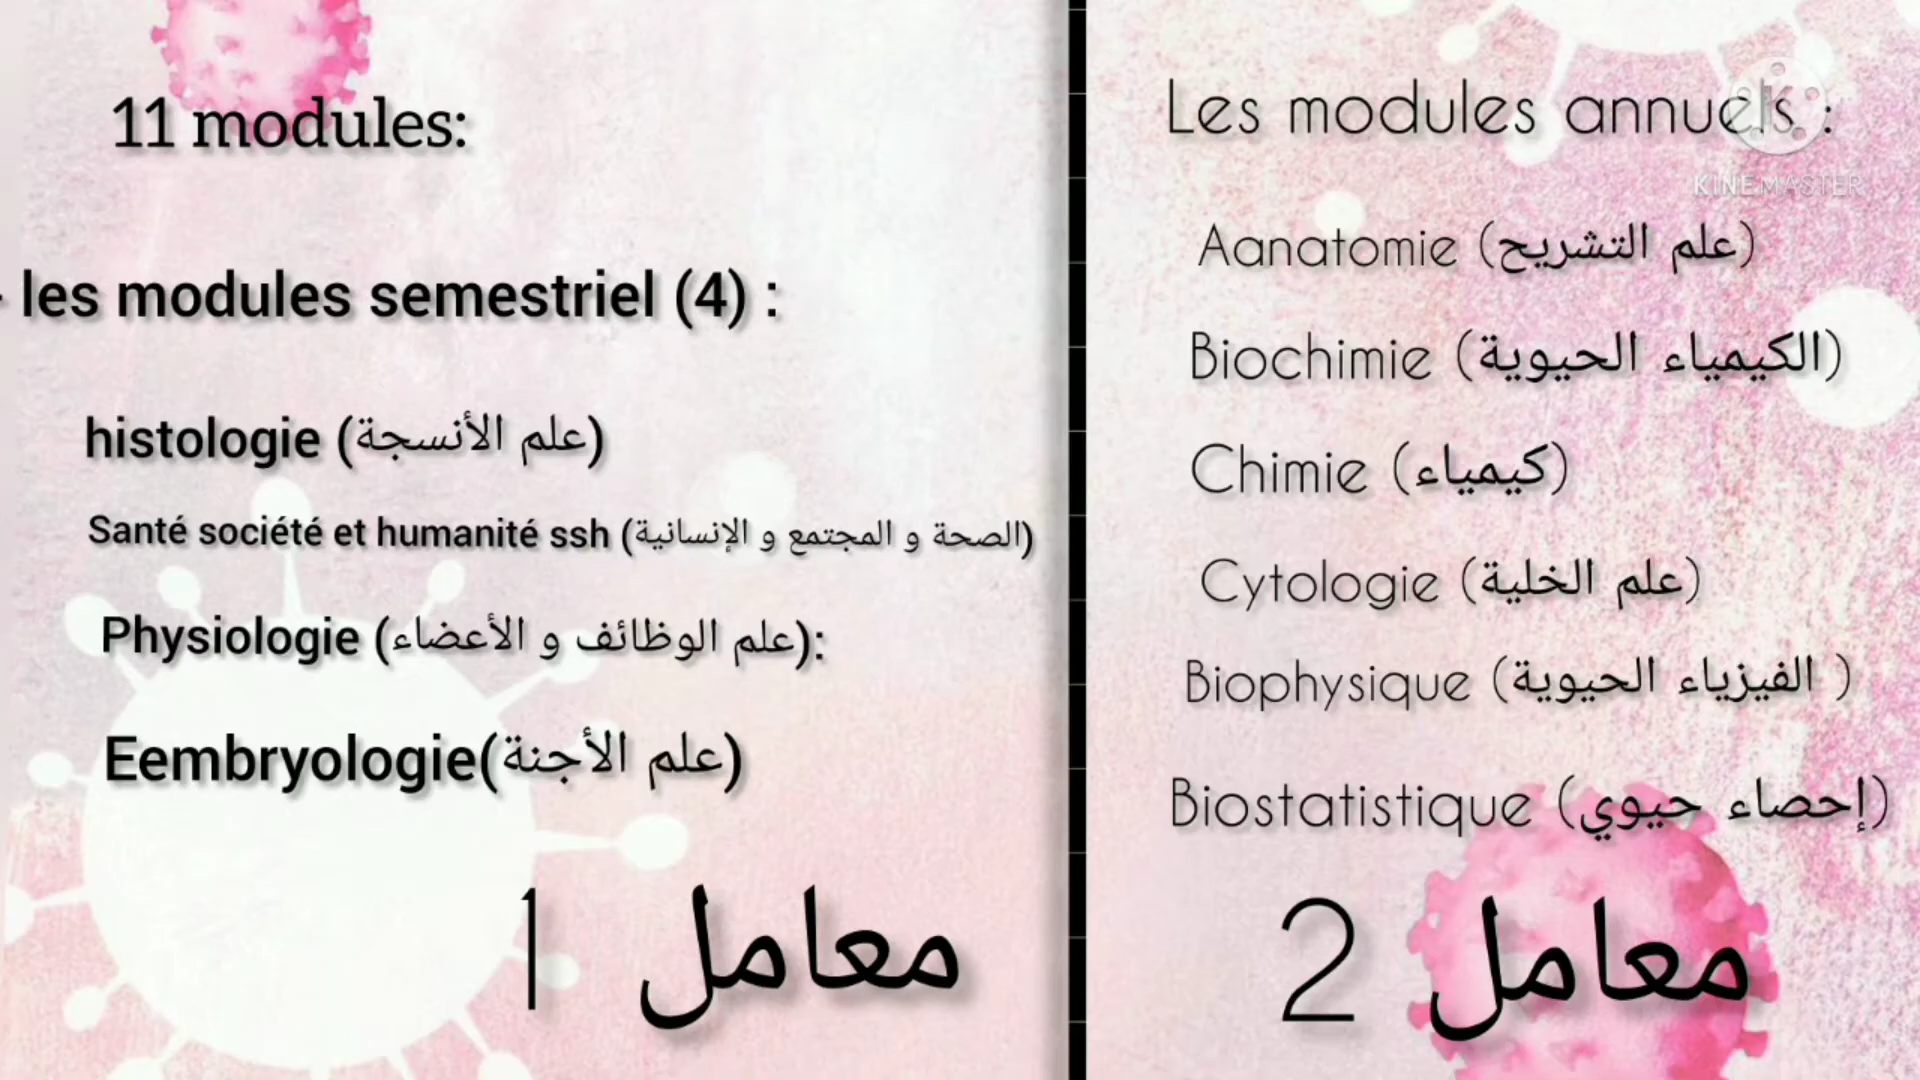 11 modules:
les modules semestriel (4) :
histologie (علم الأنسجة)
Santé société et humanité ssh (الصحة و المجتمع و الإنسانية)
Physiologie (علم الوظائف و الأعضاء):
Eembryologie(علم الأجنة)
معامل 1
Les modules annuels :
KINEMASTER
Aanatomie (علم التشريح)
Biochimie (الكيمياء الحيوية)
Chimie (كيمياء)
Cytologie (علم الخلية)
Biophysique (الفيزياء الحيوية )
Biostatistique (إحصاء حيوي)
معامل 2